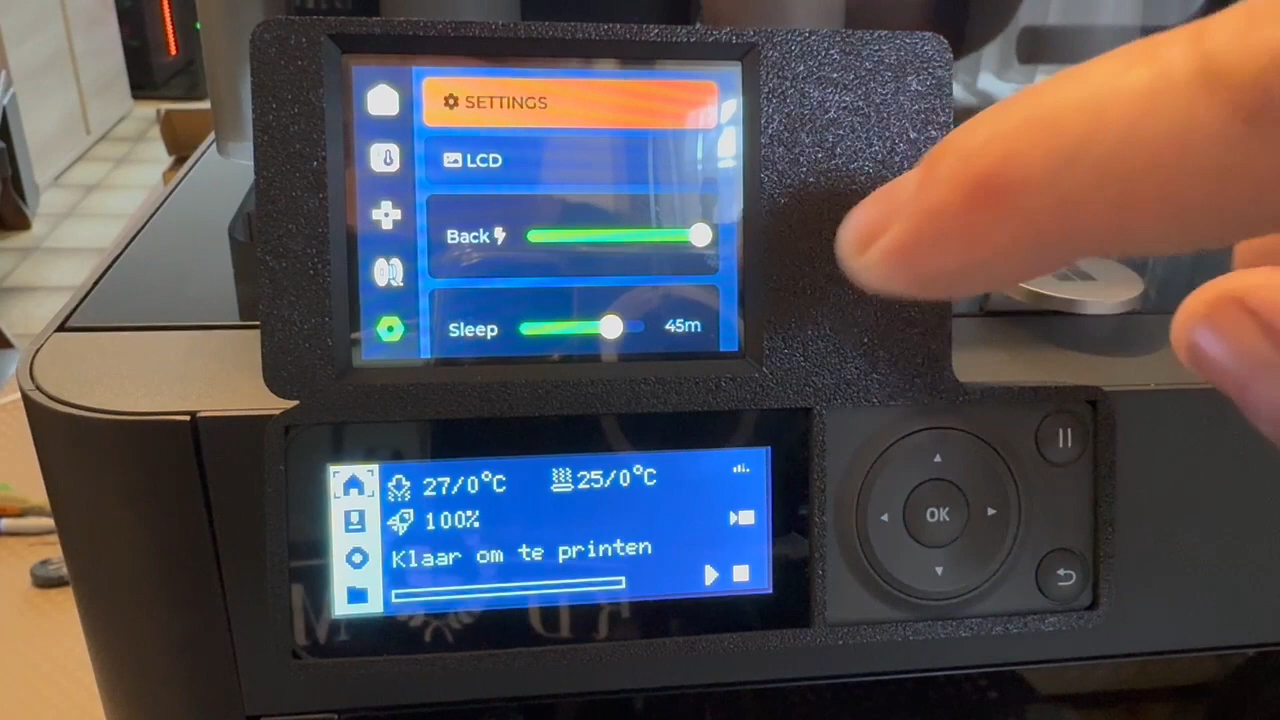 SETTINGS
LCD
Back
Sleep 45m
27/0°C 25/0°C
100%
Klaar om te printen
OK